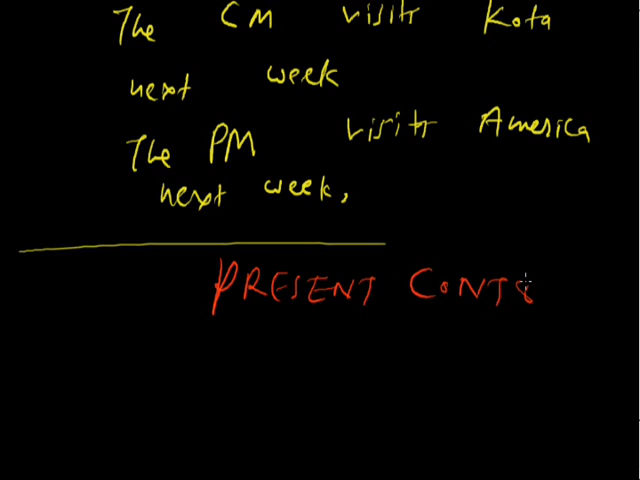 The CM visits Kota
next week
The PM visits America
next week,
PRESENT CONT